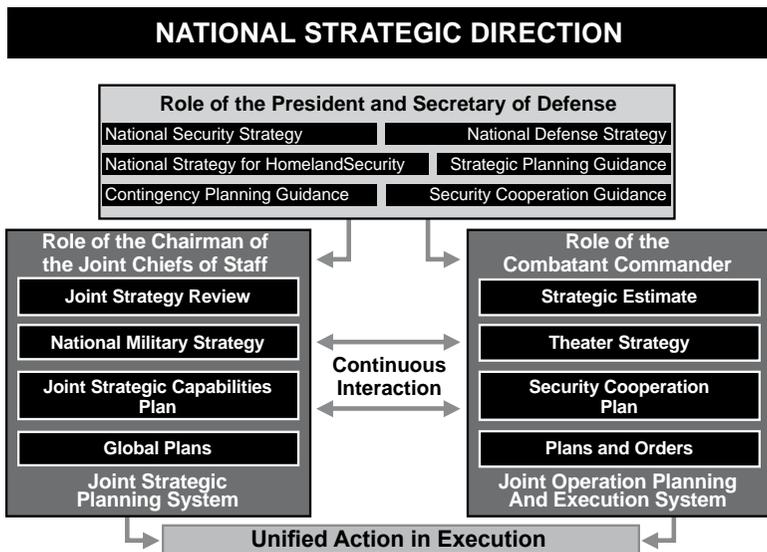 NATIONAL STRATEGIC DIRECTION
Role of the President and Secretary of Defense
National Security Strategy
National Defense Strategy
National Strategy for HomelandSecurity
Strategic Planning Guidance
Contingency Planning Guidance
Security Cooperation Guidance
Role of the Chairman of
the Joint Chiefs of Staff
Joint Strategy Review
National Military Strategy
Joint Strategic Capabilities
Plan
Global Plans
Joint Strategic
Planning System
Continuous
Interaction
Role of the
Combatant Commander
Strategic Estimate
Theater Strategy
Security Cooperation
Plan
Plans and Orders
Joint Operation Planning
And Execution System
Unified Action in Execution